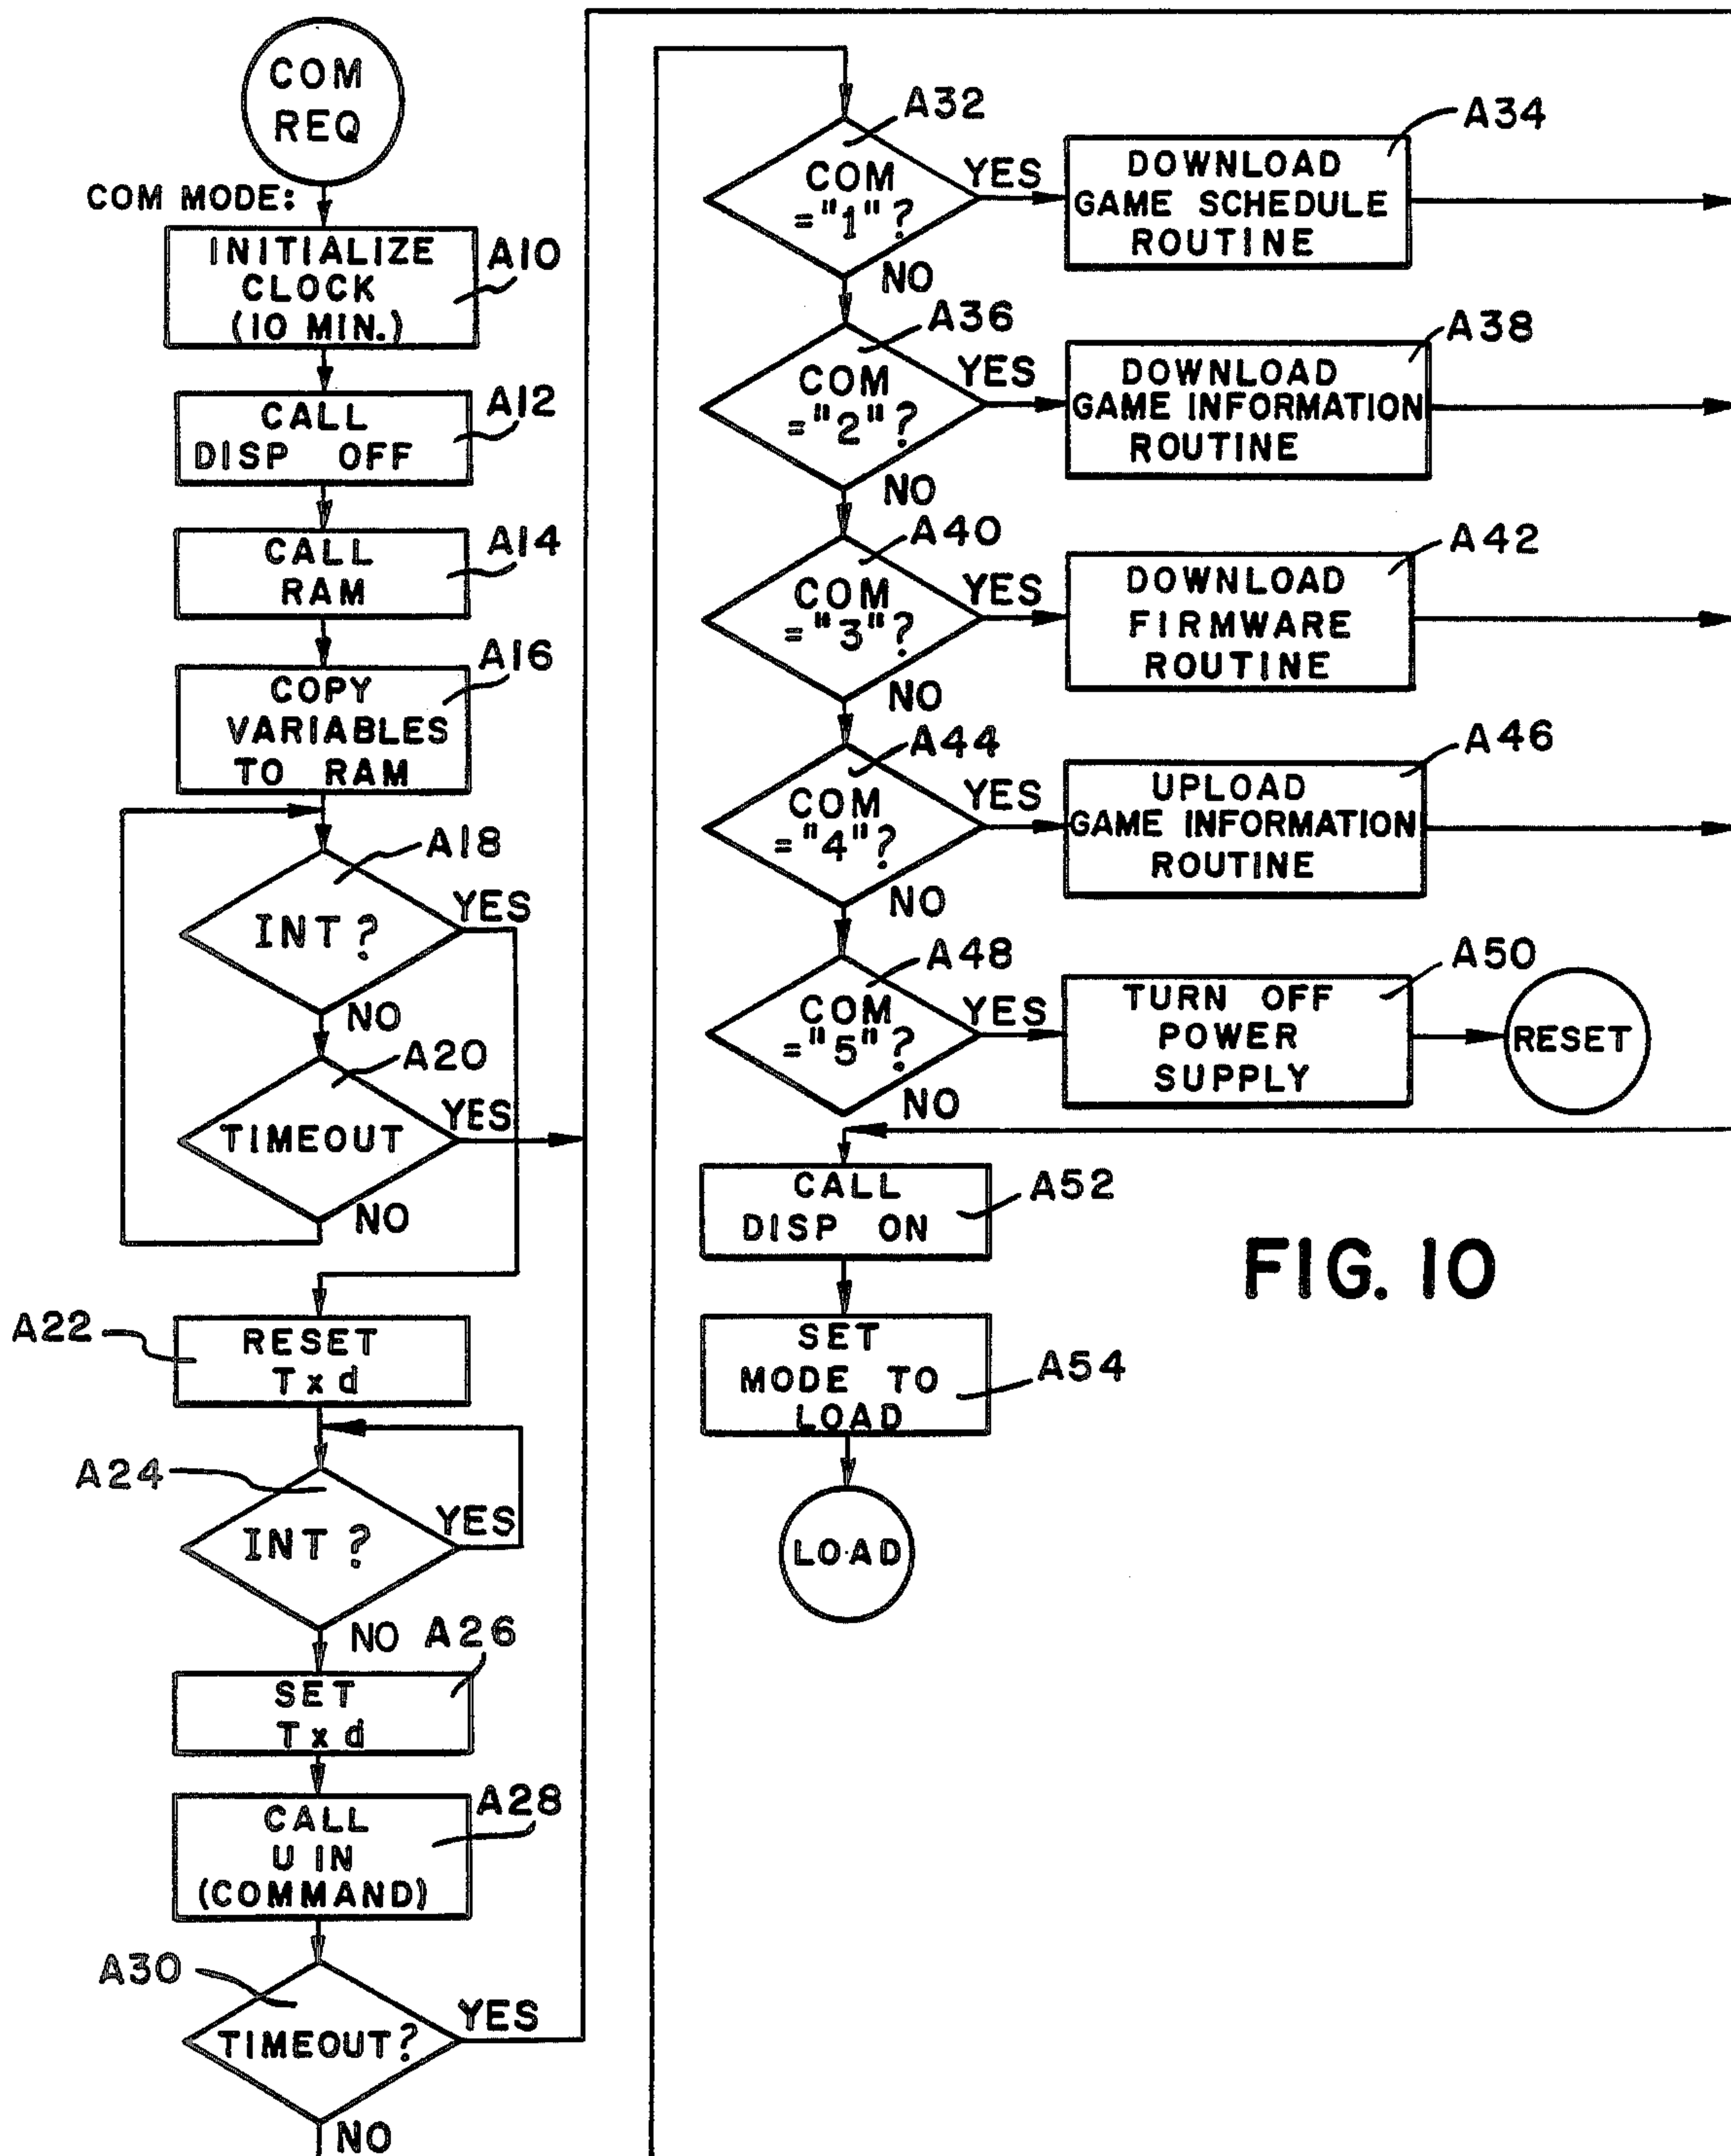 COM
REQ
COM MODE:
INITIALIZE
CLOCK
(10 MIN.)
A10
CALL
DISP OFF
A12
CALL
RAM
A14
COPY
VARIABLES
TO RAM
A16
A18
INT?
YES
NO
A20
TIMEOUT
YES
NO
A22
RESET
Txd
A24
INT?
YES
NO
A26
SET
Txd
CALL
U IN
(COMMAND)
A28
A30
TIMEOUT?
YES
NO
A32
COM
="1"?
YES
NO
A34
DOWNLOAD
GAME SCHEDULE
ROUTINE
A36
COM
="2"?
YES
NO
A38
DOWNLOAD
GAME INFORMATION
ROUTINE
A40
COM
="3"?
YES
NO
A42
DOWNLOAD
FIRMWARE
ROUTINE
A44
COM
="4"?
YES
NO
A46
UPLOAD
GAME INFORMATION
ROUTINE
A48
COM
="5"?
YES
NO
A50
TURN OFF
POWER
SUPPLY
RESET
CALL
DISP ON
A52
SET
MODE TO
LOAD
A54
LOAD
FIG. 10